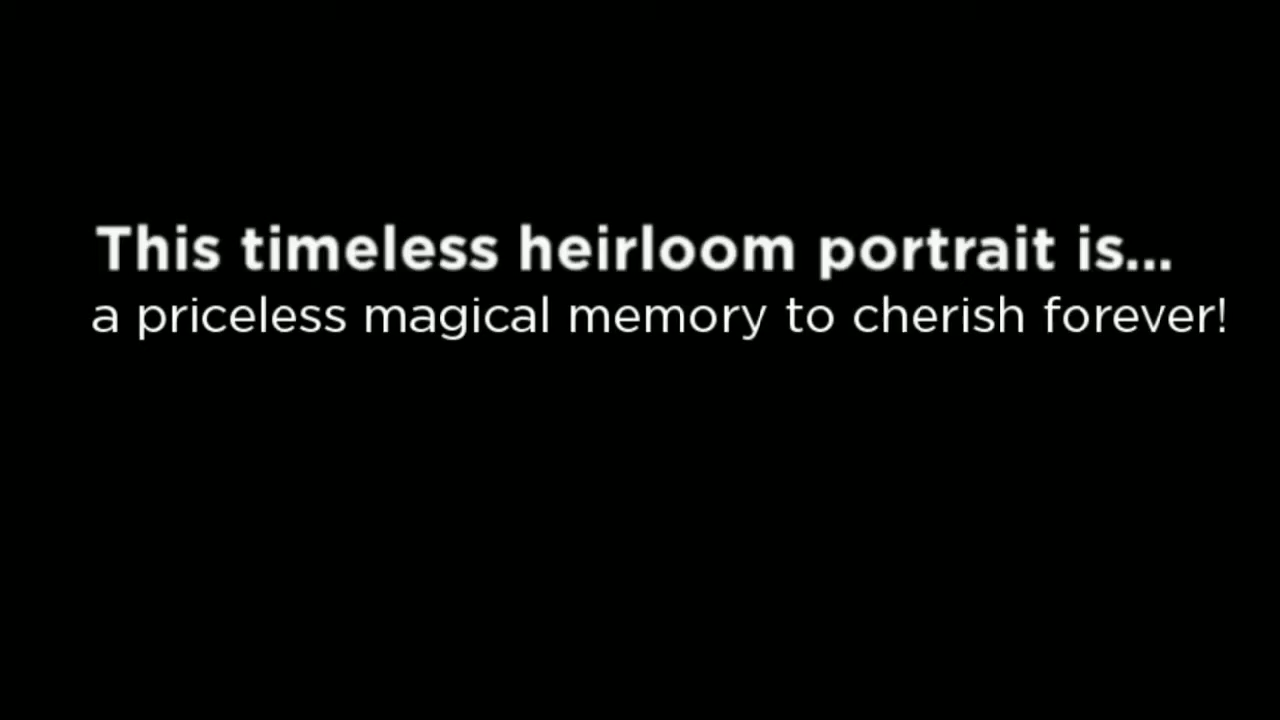 This timeless heirloom portrait is...
a priceless magical memory to cherish forever!